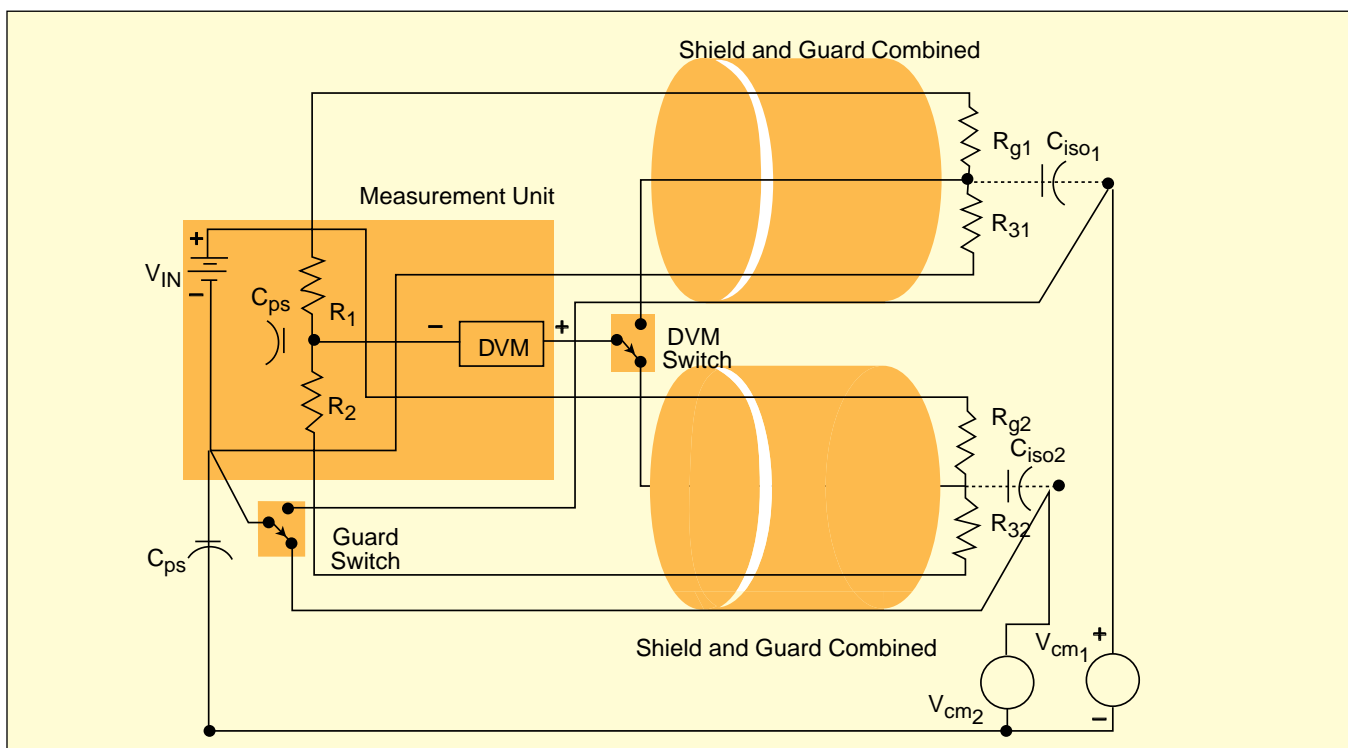 Shield and Guard Combined
Rg1
Ciso1
Measurement Unit
R31
+
VIN
−
Cps
R1
−
+
DVM
DVM
Switch
R2
Rg2
Ciso2
R32
Guard
Switch
Cps
Shield and Guard Combined
Vcm1
+
Vcm2
−